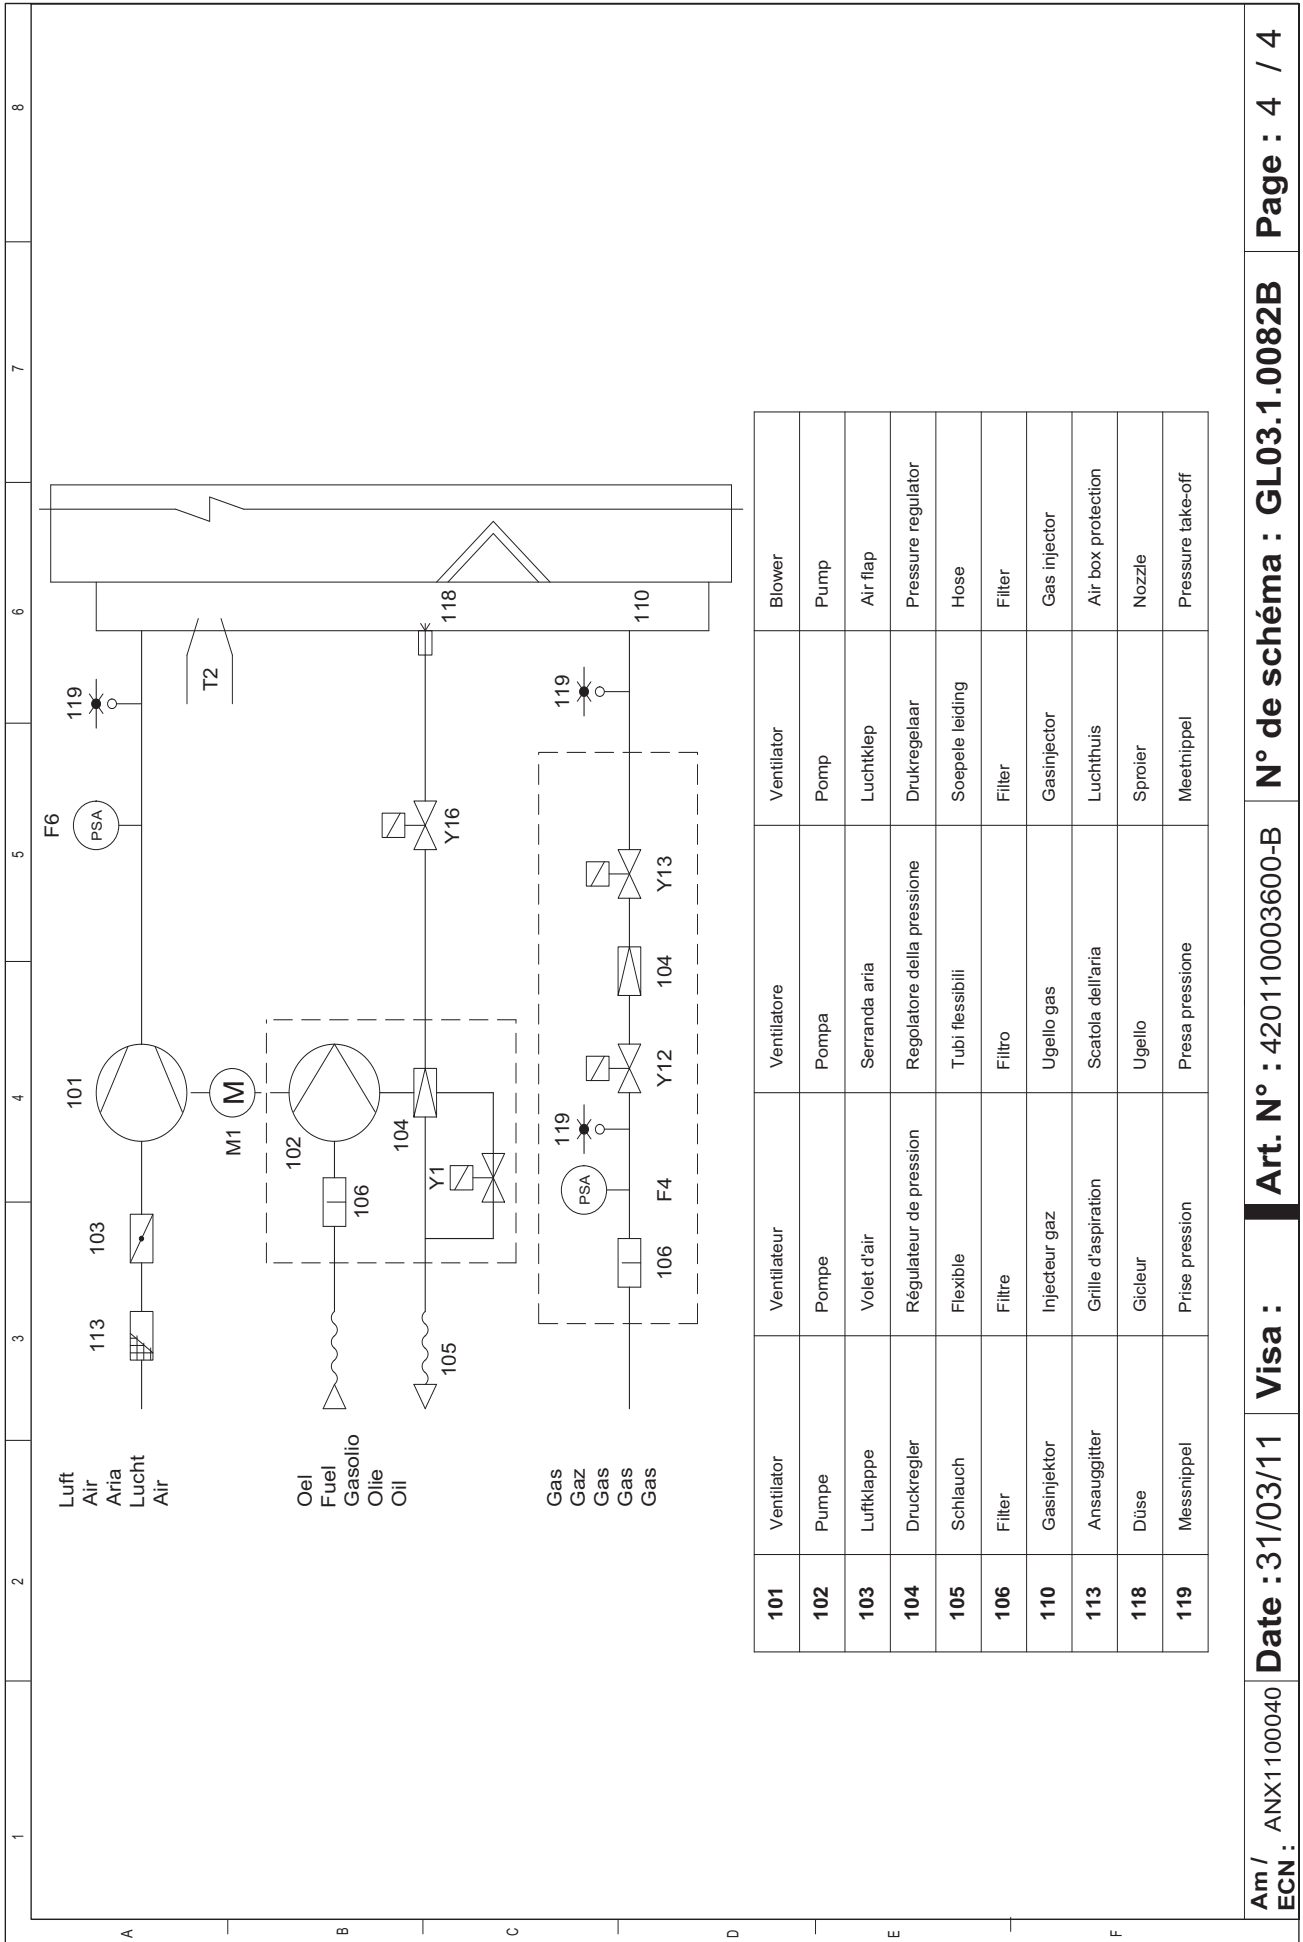 1 2 3 4 5 6 7 8
A
B
C
D
E
F
Luft
Air
Aria
Lucht
Air
113
103
101
F6
PSA
119
T2
M1
M
Oel
Fuel
Gasolio
Olie
Oil
106
102
104
Y1
105
Y16
118
Gas
Gaz
Gas
Gas
Gas
106
PSA
F4
119
Y12
104
Y13
119
110
101 Ventilator Ventilateur Ventilatore Ventilator Blower
102 Pumpe Pompe Pompa Pomp Pump
103 Luftklappe Volet d'air Serranda aria Luchtklep Air flap
104 Druckregler Régulateur de pression Regolatore della pressione Drukregelaar Pressure regulator
105 Schlauch Flexible Tubi flessibili Soepele leiding Hose
106 Filter Filtre Filtro Filter Filter
110 Gasinjektor Injecteur gaz Ugello gas Gasinjector Gas injector
113 Ansauggitter Grille d'aspiration Scatola dell'aria Luchthuis Air box protection
118 Düse Gicleur Ugello Sproier Nozzle
119 Messnippel Prise pression Presa pressione Meetnippel Pressure take-off
Am / ECN : ANX1100040 Date :31/03/11 Visa : Art. N° : 420110003600-B N° de schéma : GL03.1.0082B Page : 4 / 4